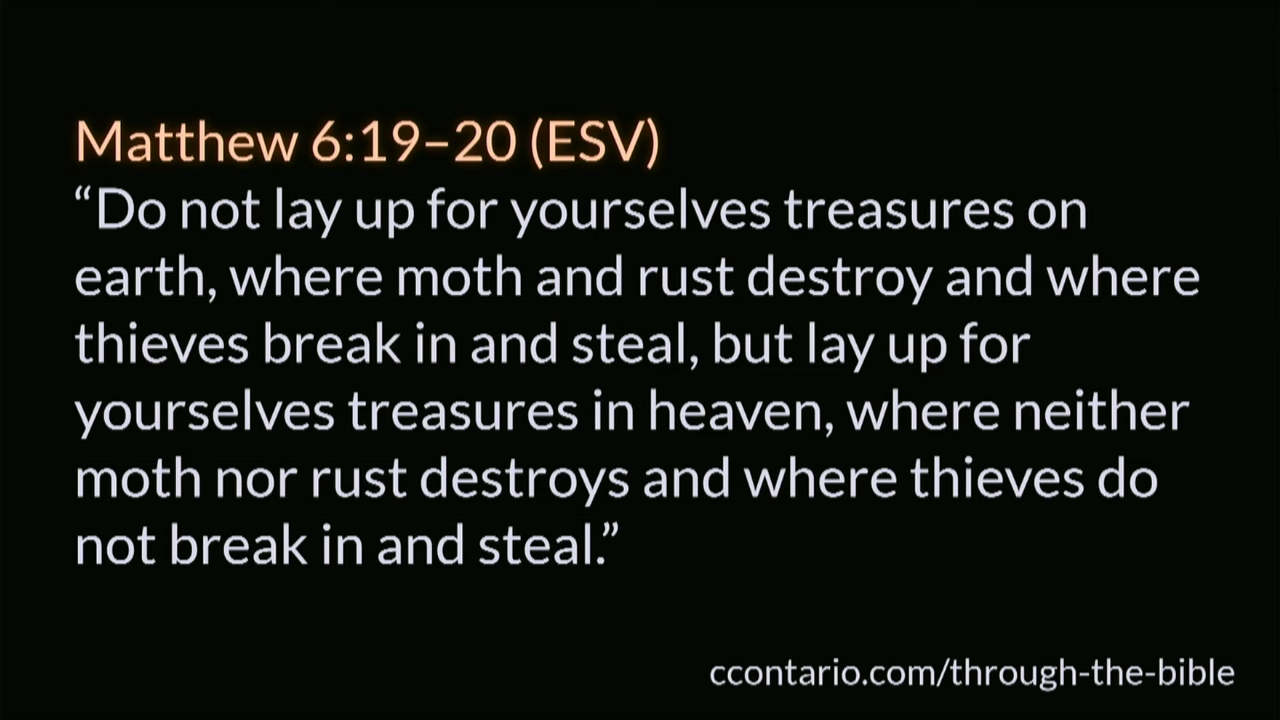 Matthew 6:19–20 (ESV)
“Do not lay up for yourselves treasures on
earth, where moth and rust destroy and where
thieves break in and steal, but lay up for
yourselves treasures in heaven, where neither
moth nor rust destroys and where thieves do
not break in and steal.”
ccontario.com/through-the-bible